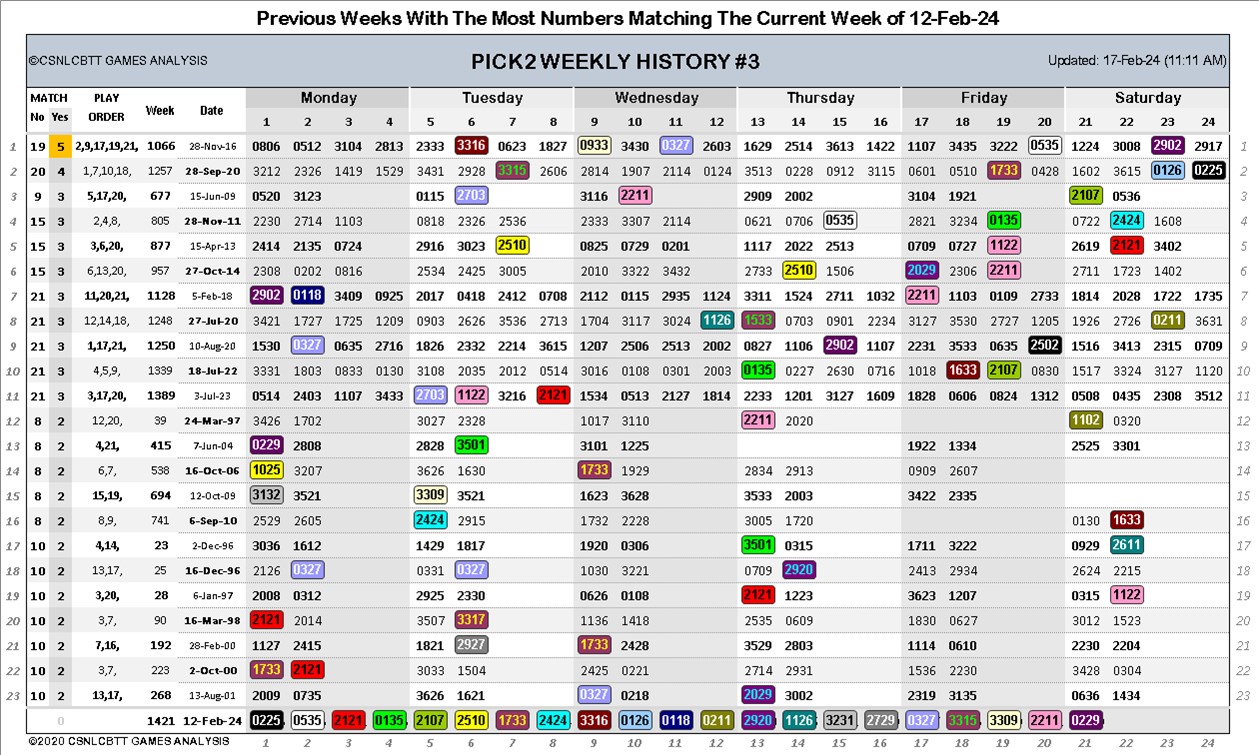 Previous Weeks With The Most Numbers Matching The Current Week of 12-Feb-24
©CSNLCBTT GAMES ANALYSIS PICK2 WEEKLY HISTORY #3 Updated: 17-Feb-24 (11:11 AM)
MATCH PLAY Week Date Monday Tuesday Wednesday Thursday Friday Saturday
No Yes ORDER 1 2 3 4 5 6 7 8 9 10 11 12 13 14 15 16 17 18 19 20 21 22 23 24
1 19 5 2,9,17,19,21, 1066 28-Nov-16 0806 0512 3104 2813 2333 3316 0623 1827 0933 3430 0327 2603 1629 2514 3613 1422 1107 3435 3222 0535 1224 3008 2902 2917 1
2 20 4 1,7,10,18, 1257 28-Sep-20 3212 2326 1419 1529 3431 2928 3315 2606 2814 1907 2114 0124 3513 0228 0912 3115 0601 0510 1733 0428 1602 3615 0126 0225 2
3 9 3 5,17,20, 677 15-Jun-09 0520 3123 0115 2703 3116 2211 2909 2002 3104 1921 2107 0536 3
4 15 3 2,4,8, 805 28-Nov-11 2230 2714 1103 0818 2326 2536 2333 3307 2114 0621 0706 0535 2821 3234 0135 0722 2424 1608 4
5 15 3 3,6,20, 877 15-Apr-13 2414 2135 0724 2916 3023 2510 0825 0729 0201 1117 2022 2513 0709 0727 1122 2619 2121 3402 5
6 15 3 6,13,20, 957 27-Oct-14 2308 0202 0816 2534 2425 3005 2010 3322 3432 2733 2510 1506 2029 2306 2211 2711 1723 1402 6
7 21 3 11,20,21, 1128 5-Feb-18 2902 0118 3409 0925 2017 0418 2412 0708 2112 0115 2935 1124 3311 1524 2711 1032 2211 1103 0109 2733 1814 2028 1722 1735 7
8 21 3 12,14,18, 1248 27-Jul-20 3421 1727 1725 1209 0903 2626 3536 2713 1704 3117 3024 1126 1533 0703 0901 2234 3127 3530 2727 1205 1926 2726 0211 3631 8
9 21 3 1,17,21, 1250 10-Aug-20 1530 0327 0635 2716 1826 2332 2214 3615 1207 2506 2513 2002 0827 1106 2902 1107 2231 3533 0635 2502 1516 3413 2315 0709 9
10 21 3 4,5,9, 1339 18-Jul-22 3331 1803 0833 0130 3108 2035 2012 0514 3016 0108 0301 2003 0135 0227 2630 0716 1018 1633 2107 0830 1517 3324 3127 1120 10
11 21 3 3,17,20, 1389 3-Jul-23 0514 2403 1107 3433 2703 1122 3216 2121 1534 0513 2127 1814 2233 1201 3127 1609 1828 0606 0824 1312 0508 0435 2308 3512 11
12 8 2 12,20, 39 24-Mar-97 3426 1702 3027 2328 1017 3110 2211 2020 1102 0320 12
13 8 2 4,21, 415 7-Jun-04 0229 2808 2828 3501 3101 1225 1922 1334 2525 3301 13
14 8 2 6,7, 538 16-Oct-06 1025 3207 3626 1630 1733 1929 2834 2913 0909 2607 14
15 8 2 15,19, 694 12-Oct-09 3132 3521 3309 3521 1623 3628 3533 2003 3422 2335 15
16 8 2 8,9, 741 6-Sep-10 2529 2605 2424 2915 1732 2228 3005 1720 0130 1633 16
17 10 2 4,14, 23 2-Dec-96 3036 1612 1429 1817 1920 0306 3501 0315 1711 3222 0929 2611 17
18 10 2 13,17, 25 16-Dec-96 2126 0327 0331 0327 1030 3221 0709 2920 2413 2934 2624 2215 18
19 10 2 3,20, 28 6-Jan-97 2008 0312 2925 2330 0626 0108 2121 1223 3623 1207 0315 1122 19
20 10 2 3,7, 90 16-Mar-98 2121 2014 3507 3317 1136 1418 2535 0609 1830 0627 3012 1523 20
21 10 2 7,16, 192 28-Feb-00 1127 2415 1821 2927 1733 2428 3529 2803 1114 0610 2230 2204 21
22 10 2 3,7, 223 2-Oct-00 1733 2121 3033 1504 2425 0221 2714 2931 1536 2230 3428 0304 22
23 10 2 13,17, 268 13-Aug-01 2009 0735 3626 1621 0327 0218 2029 3002 2319 3135 0636 1434 23
0 1421 12-Feb-24 0225 0535 2121 0135 2107 2510 1733 2424 3316 0126 0118 0211 2920 1126 3231 2729 0327 3315 3309 2211 0229
©2020 CSNLCBTT GAMES ANALYSIS 1 2 3 4 5 6 7 8 9 10 11 12 13 14 15 16 17 18 19 20 21 22 23 24